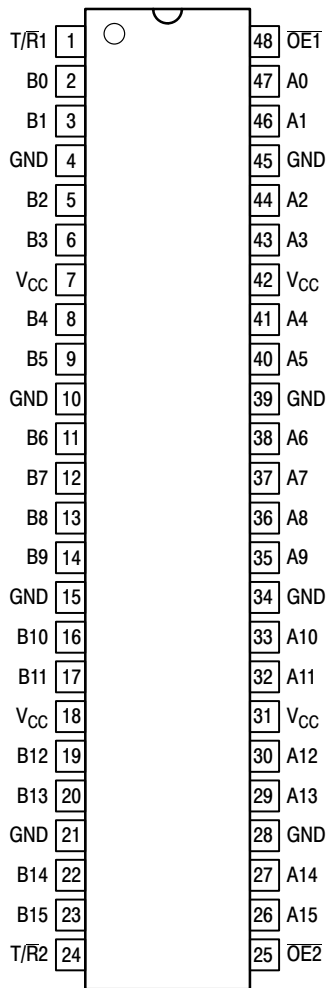 T/R̅1 1 48 O̅E̅1̅
B0 2 47 A0
B1 3 46 A1
GND 4 45 GND
B2 5 44 A2
B3 6 43 A3
VCC 7 42 VCC
B4 8 41 A4
B5 9 40 A5
GND 10 39 GND
B6 11 38 A6
B7 12 37 A7
B8 13 36 A8
B9 14 35 A9
GND 15 34 GND
B10 16 33 A10
B11 17 32 A11
VCC 18 31 VCC
B12 19 30 A12
B13 20 29 A13
GND 21 28 GND
B14 22 27 A14
B15 23 26 A15
T/R̅2 24 25 O̅E̅2̅